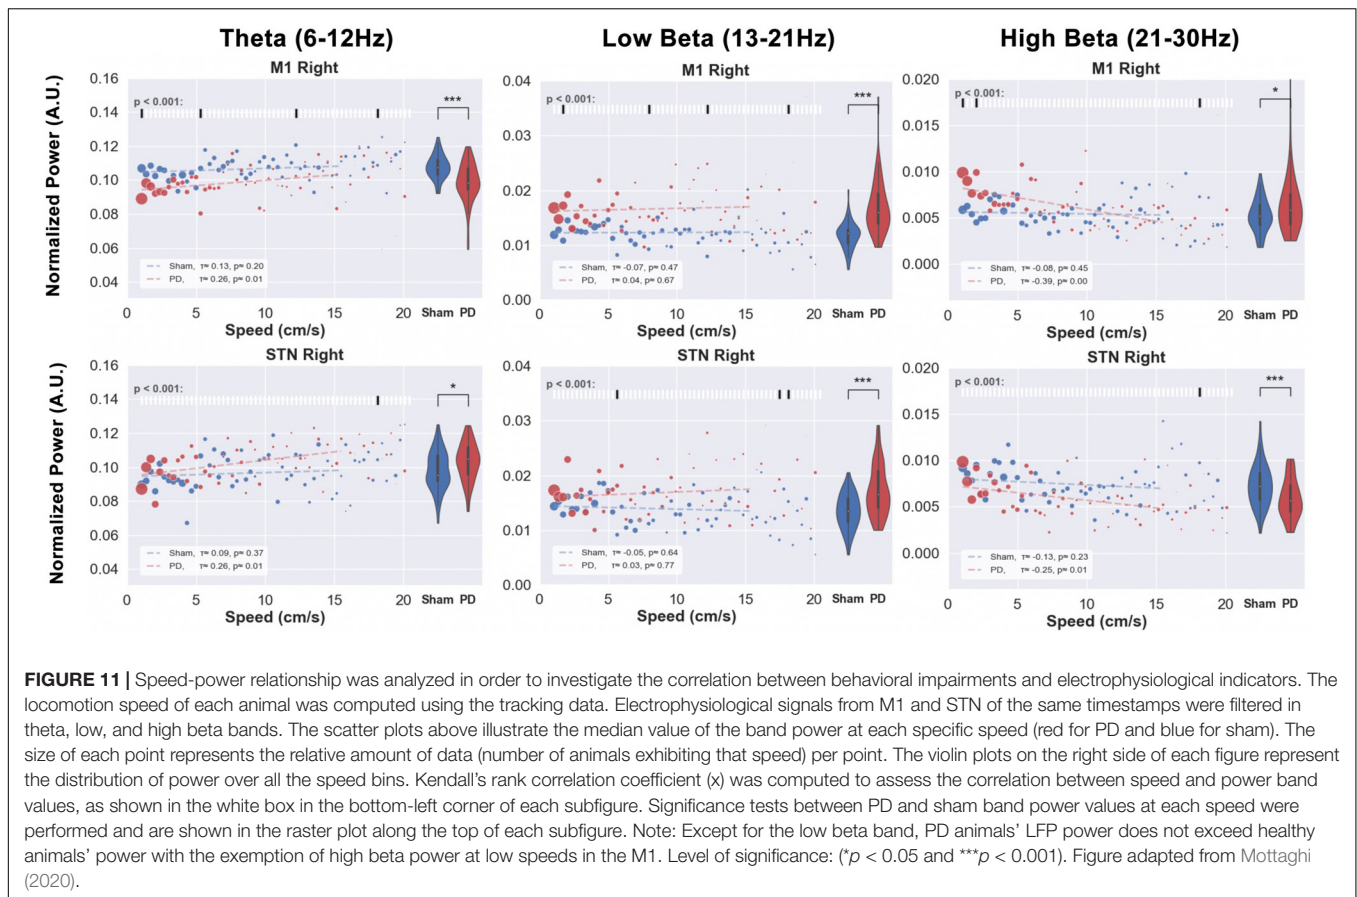 Theta (6-12Hz)
Low Beta (13-21Hz)
High Beta (21-30Hz)
M1 Right
M1 Right
M1 Right
Normalized Power (A.U.)
0.16
0.14
0.12
0.10
0.08
0.06
0.04
p < 0.001:
***
Sham, τ= 0.13, p= 0.20
PD, τ= 0.26, p= 0.01
0 5 10 15 20 Sham PD
Speed (cm/s)
0.04
0.03
0.02
0.01
0.00
p < 0.001:
***
Sham, τ= -0.07, p= 0.47
PD, τ= 0.04, p= 0.67
0 5 10 15 20 Sham PD
Speed (cm/s)
0.020
0.015
0.010
0.005
0.000
p < 0.001:
*
Sham, τ= -0.08, p= 0.45
PD, τ= -0.39, p= 0.00
0 5 10 15 20 Sham PD
Speed (cm/s)
STN Right
STN Right
STN Right
Normalized Power (A.U.)
0.16
0.14
0.12
0.10
0.08
0.06
0.04
p < 0.001:
*
Sham, τ= 0.09, p= 0.37
PD, τ= 0.26, p= 0.01
0 5 10 15 20 Sham PD
Speed (cm/s)
0.04
0.03
0.02
0.01
0.00
p < 0.001:
***
Sham, τ= -0.05, p= 0.64
PD, τ= 0.03, p= 0.77
0 5 10 15 20 Sham PD
Speed (cm/s)
0.020
0.015
0.010
0.005
0.000
p < 0.001:
***
Sham, τ= -0.13, p= 0.23
PD, τ= -0.25, p= 0.01
0 5 10 15 20 Sham PD
Speed (cm/s)
FIGURE 11 | Speed-power relationship was analyzed in order to investigate the correlation between behavioral impairments and electrophysiological indicators. The
locomotion speed of each animal was computed using the tracking data. Electrophysiological signals from M1 and STN of the same timestamps were filtered in
theta, low, and high beta bands. The scatter plots above illustrate the median value of the band power at each specific speed (red for PD and blue for sham). The
size of each point represents the relative amount of data (number of animals exhibiting that speed) per point. The violin plots on the right side of each figure represent
the distribution of power over all the speed bins. Kendall's rank correlation coefficient (x) was computed to assess the correlation between speed and power band
values, as shown in the white box in the bottom-left corner of each subfigure. Significance tests between PD and sham band power values at each speed were
performed and are shown in the raster plot along the top of each subfigure. Note: Except for the low beta band, PD animals' LFP power does not exceed healthy
animals' power with the exemption of high beta power at low speeds in the M1. Level of significance: (*p < 0.05 and ***p < 0.001). Figure adapted from Mottaghi
(2020).